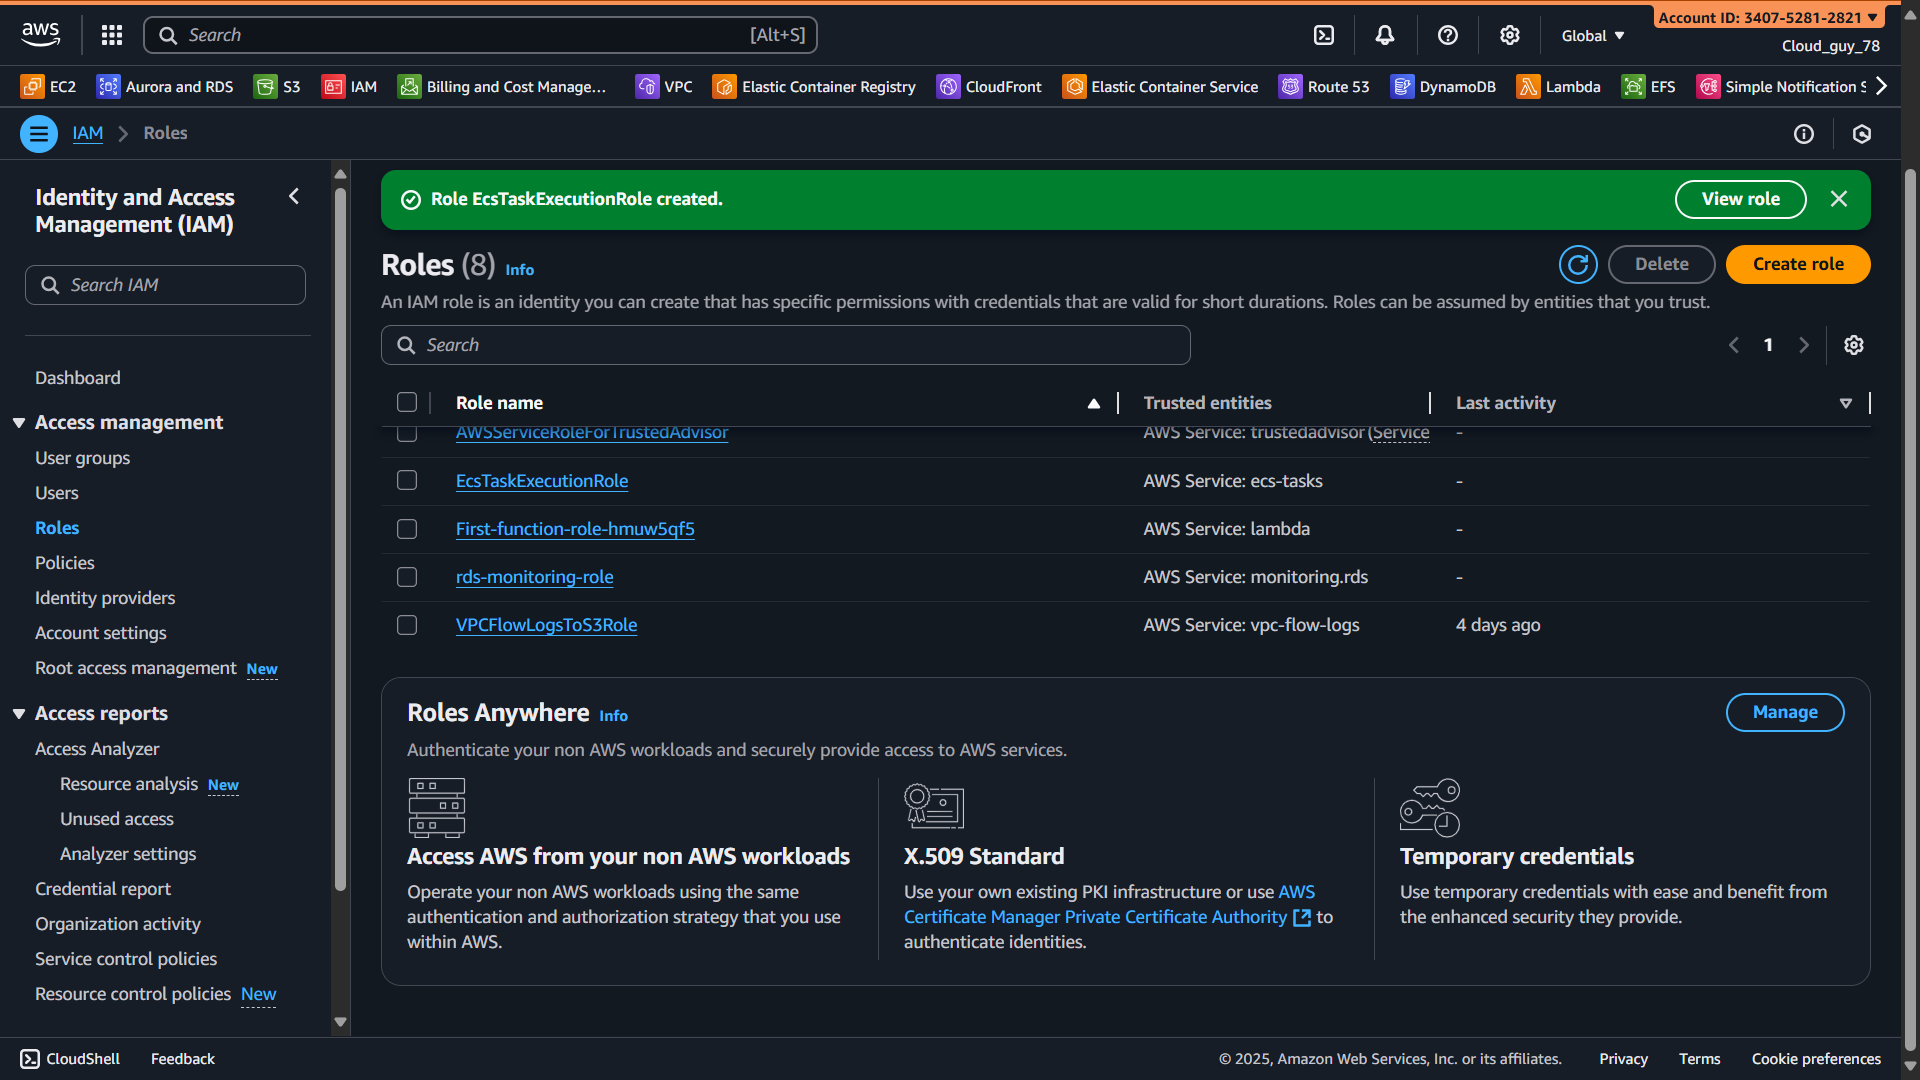 aws
Search
[Alt+S]
Global
Account ID: 3407-5281-2821
Cloud_guy_78
EC2
Aurora and RDS
S3
IAM
Billing and Cost Manage...
VPC
Elastic Container Registry
CloudFront
Elastic Container Service
Route 53
DynamoDB
Lambda
EFS
Simple Notification S
IAM
Roles
Identity and Access
Management (IAM)
Search IAM
Dashboard
Access management
User groups
Users
Roles
Policies
Identity providers
Account settings
Root access management New
Access reports
Access Analyzer
Resource analysis New
Unused access
Analyzer settings
Credential report
Organization activity
Service control policies
Resource control policies New
Role EcsTaskExecutionRole created.
View role
Roles (8) Info
Delete
Create role
An IAM role is an identity you can create that has specific permissions with credentials that are valid for short durations. Roles can be assumed by entities that you trust.
Search
1
Role name
Trusted entities
Last activity
AWSServiceRoleForTrustedAdvisor
AWS Service: trustedadvisor (Service
-
EcsTaskExecutionRole
AWS Service: ecs-tasks
-
First-function-role-hmuw5qf5
AWS Service: lambda
-
rds-monitoring-role
AWS Service: monitoring.rds
-
VPCFlowLogsToS3Role
AWS Service: vpc-flow-logs
4 days ago
Roles Anywhere Info
Manage
Authenticate your non AWS workloads and securely provide access to AWS services.
Access AWS from your non AWS workloads
Operate your non AWS workloads using the same
authentication and authorization strategy that you use
within AWS.
X.509 Standard
Use your own existing PKI infrastructure or use AWS
Certificate Manager Private Certificate Authority to
authenticate identities.
Temporary credentials
Use temporary credentials with ease and benefit from
the enhanced security they provide.
CloudShell
Feedback
© 2025, Amazon Web Services, Inc. or its affiliates.
Privacy
Terms
Cookie preferences